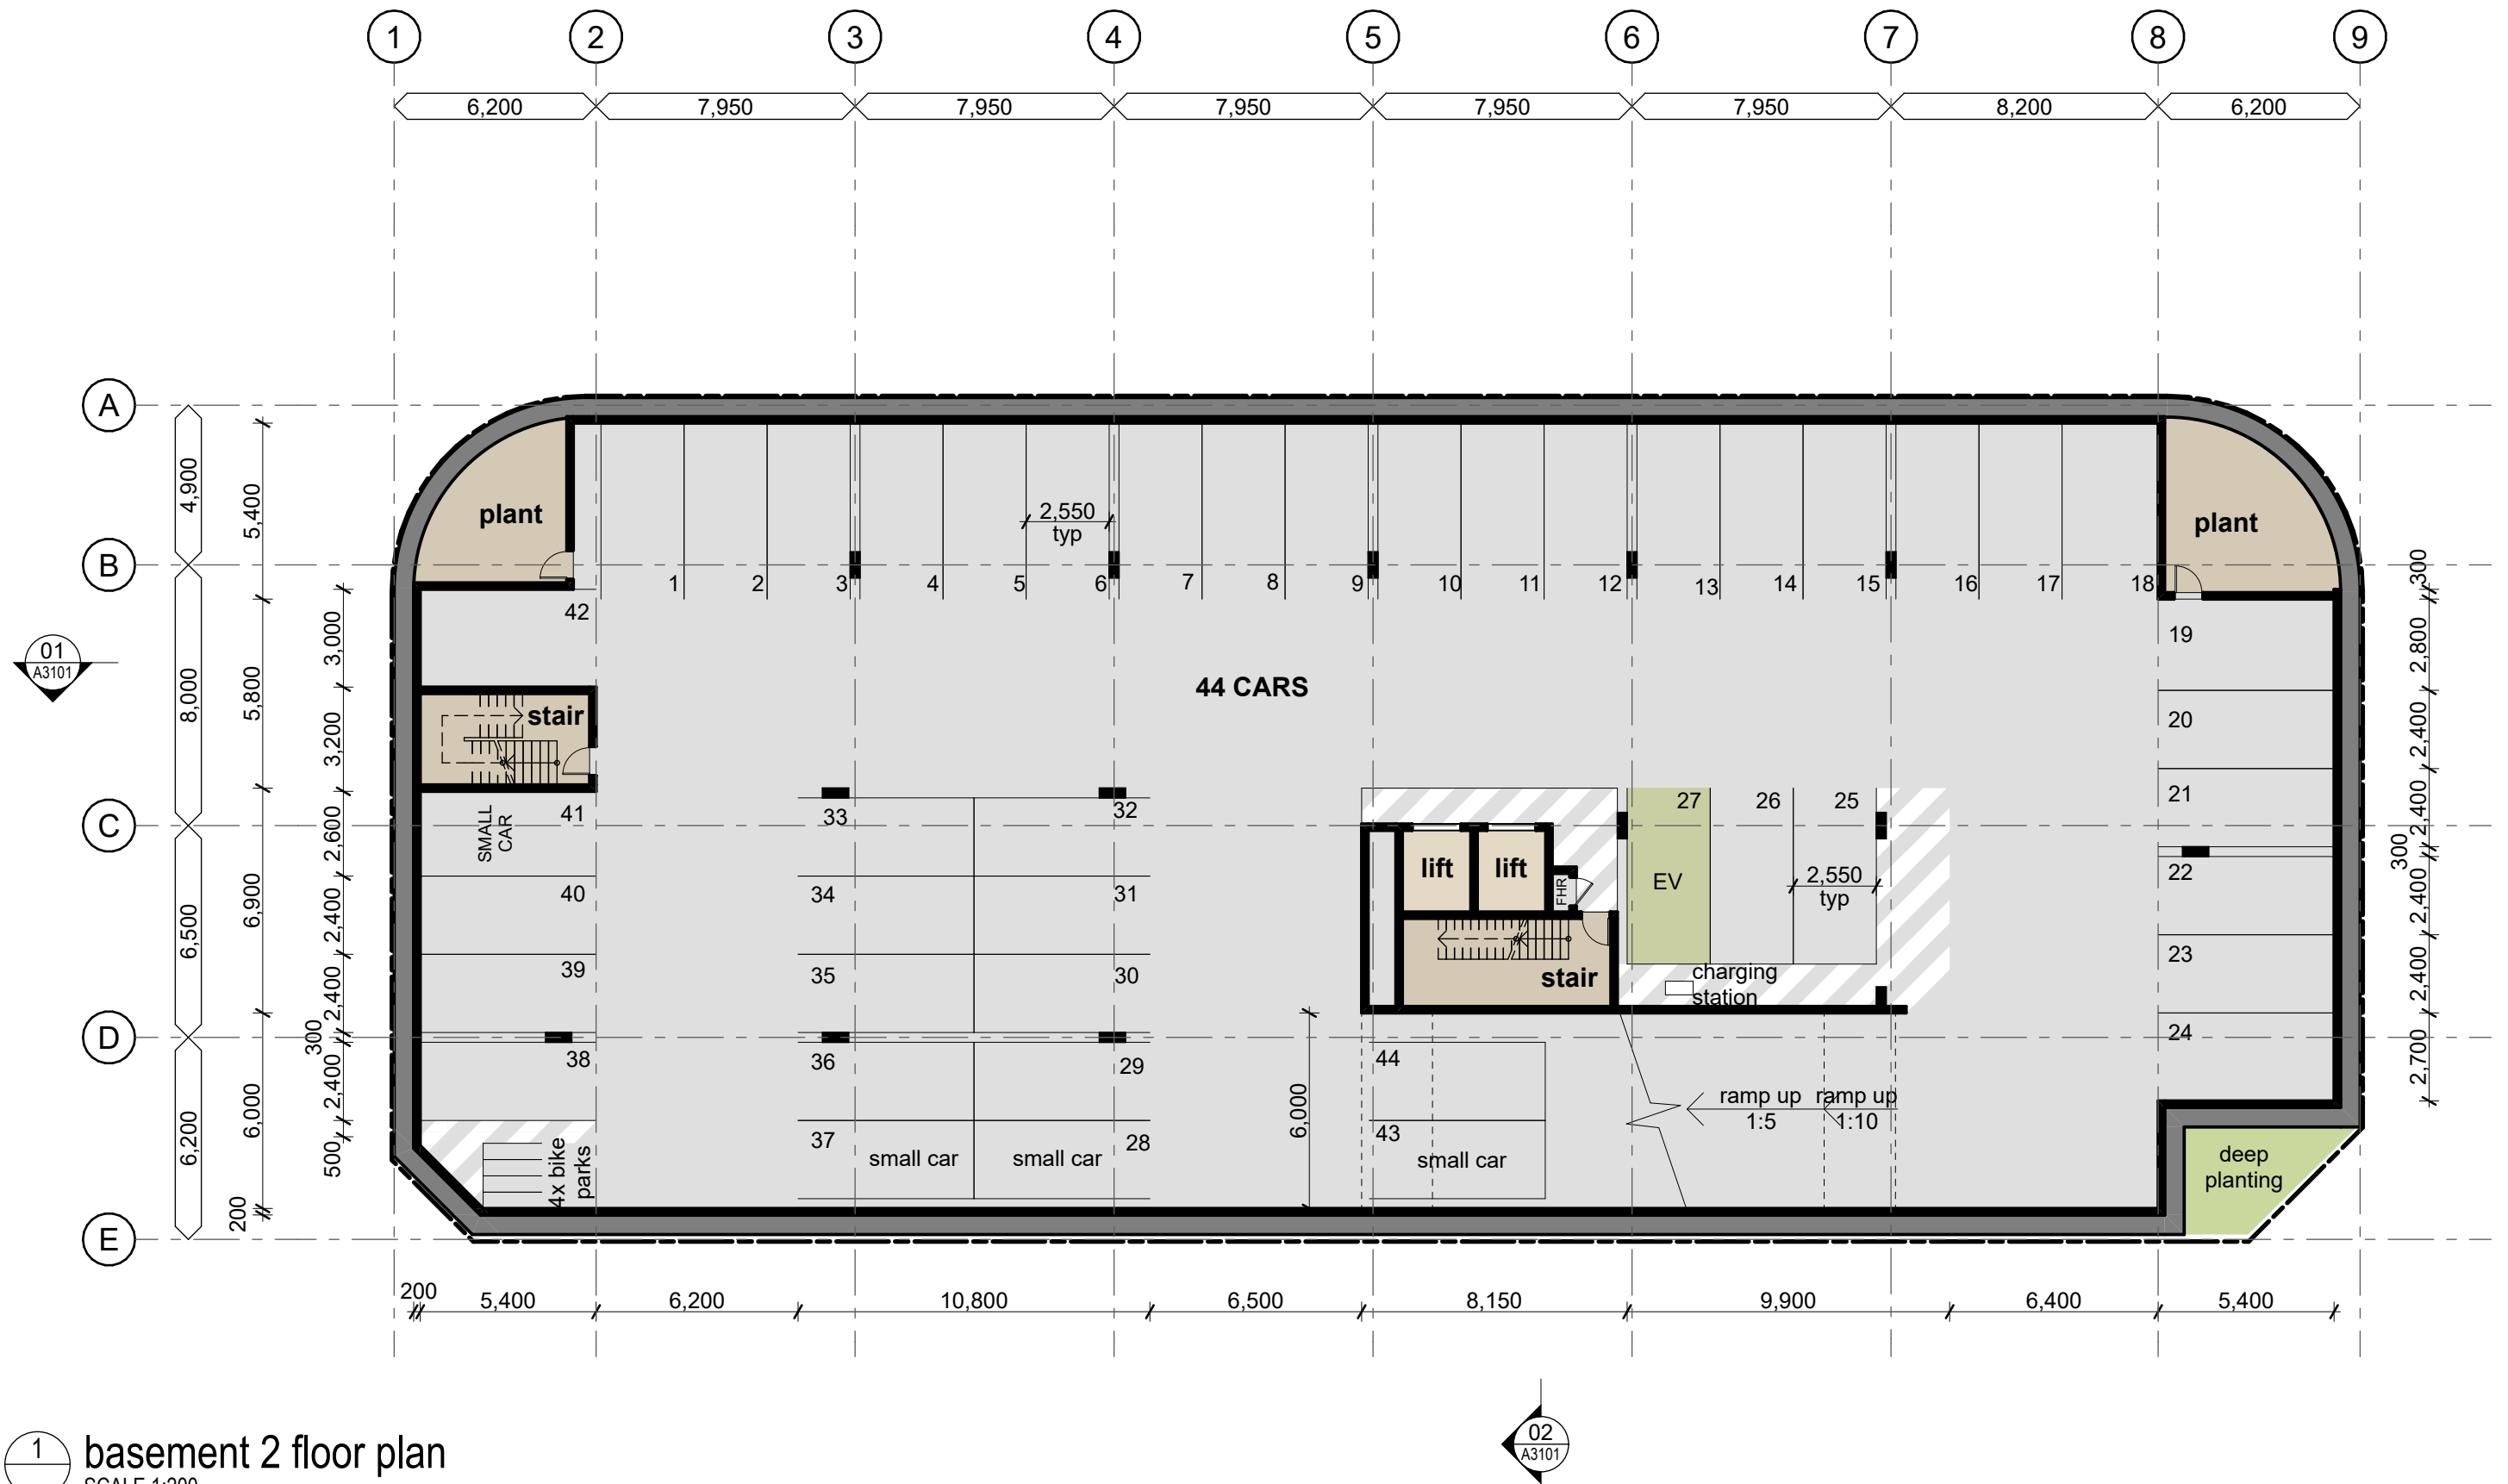 1 2 3 4 5 6 7 8 9
6,200 7,950 7,950 7,950 7,950 7,950 8,200 6,200
A
B
C
D
E
4,900
8,000
6,500
6,200
5,400
5,800
6,900
6,000
200
3,000
3,200
2,600
2,400
2,400
300
2,400
500
01
A3101
plant
2,550
typ
plant
1 2 3 4 5 6 7 8 9 10 11 12 13 14 15 16 17 18
42
19
44 CARS
stair
20
41
SMALL
CAR
33
32
27
26
25
21
lift
lift
FHR
EV
2,550
typ
22
40
34
31
39
35
30
stair
charging
station
23
24
38
36
29
44
6,000
ramp up
1:5
ramp up
1:10
37
small car
small car
28
43
small car
4x bike
parks
deep
planting
300
2,800
2,400
2,400
300
2,400
2,400
2,700
200 5,400 6,200 10,800 6,500 8,150 9,900 6,400 5,400
02
A3101
1
basement 2 floor plan
SCALE 1:200